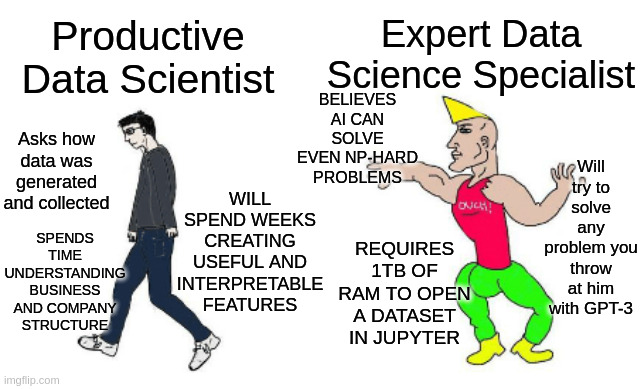 Productive
Data Scientist
Expert Data
Science Specialist
Asks how
data was
generated
and collected
SPENDS
TIME
UNDERSTANDING
BUSINESS
AND COMPANY
STRUCTURE
WILL
SPEND WEEKS
CREATING
USEFUL AND
INTERPRETABLE
FEATURES
BELIEVES
AI CAN
SOLVE
EVEN NP-HARD
PROBLEMS
OUCH!
REQUIRES
1TB OF
RAM TO OPEN
A DATASET
IN JUPYTER
Will
try to
solve
any
problem you
throw
at him
with GPT-3
imgflip.com